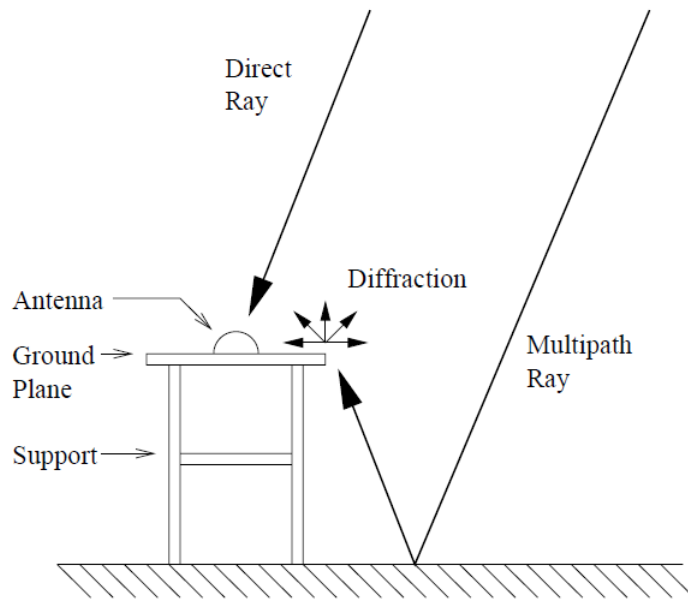 Direct
Ray
Diffraction
Antenna
Ground
Plane
Multipath
Ray
Support